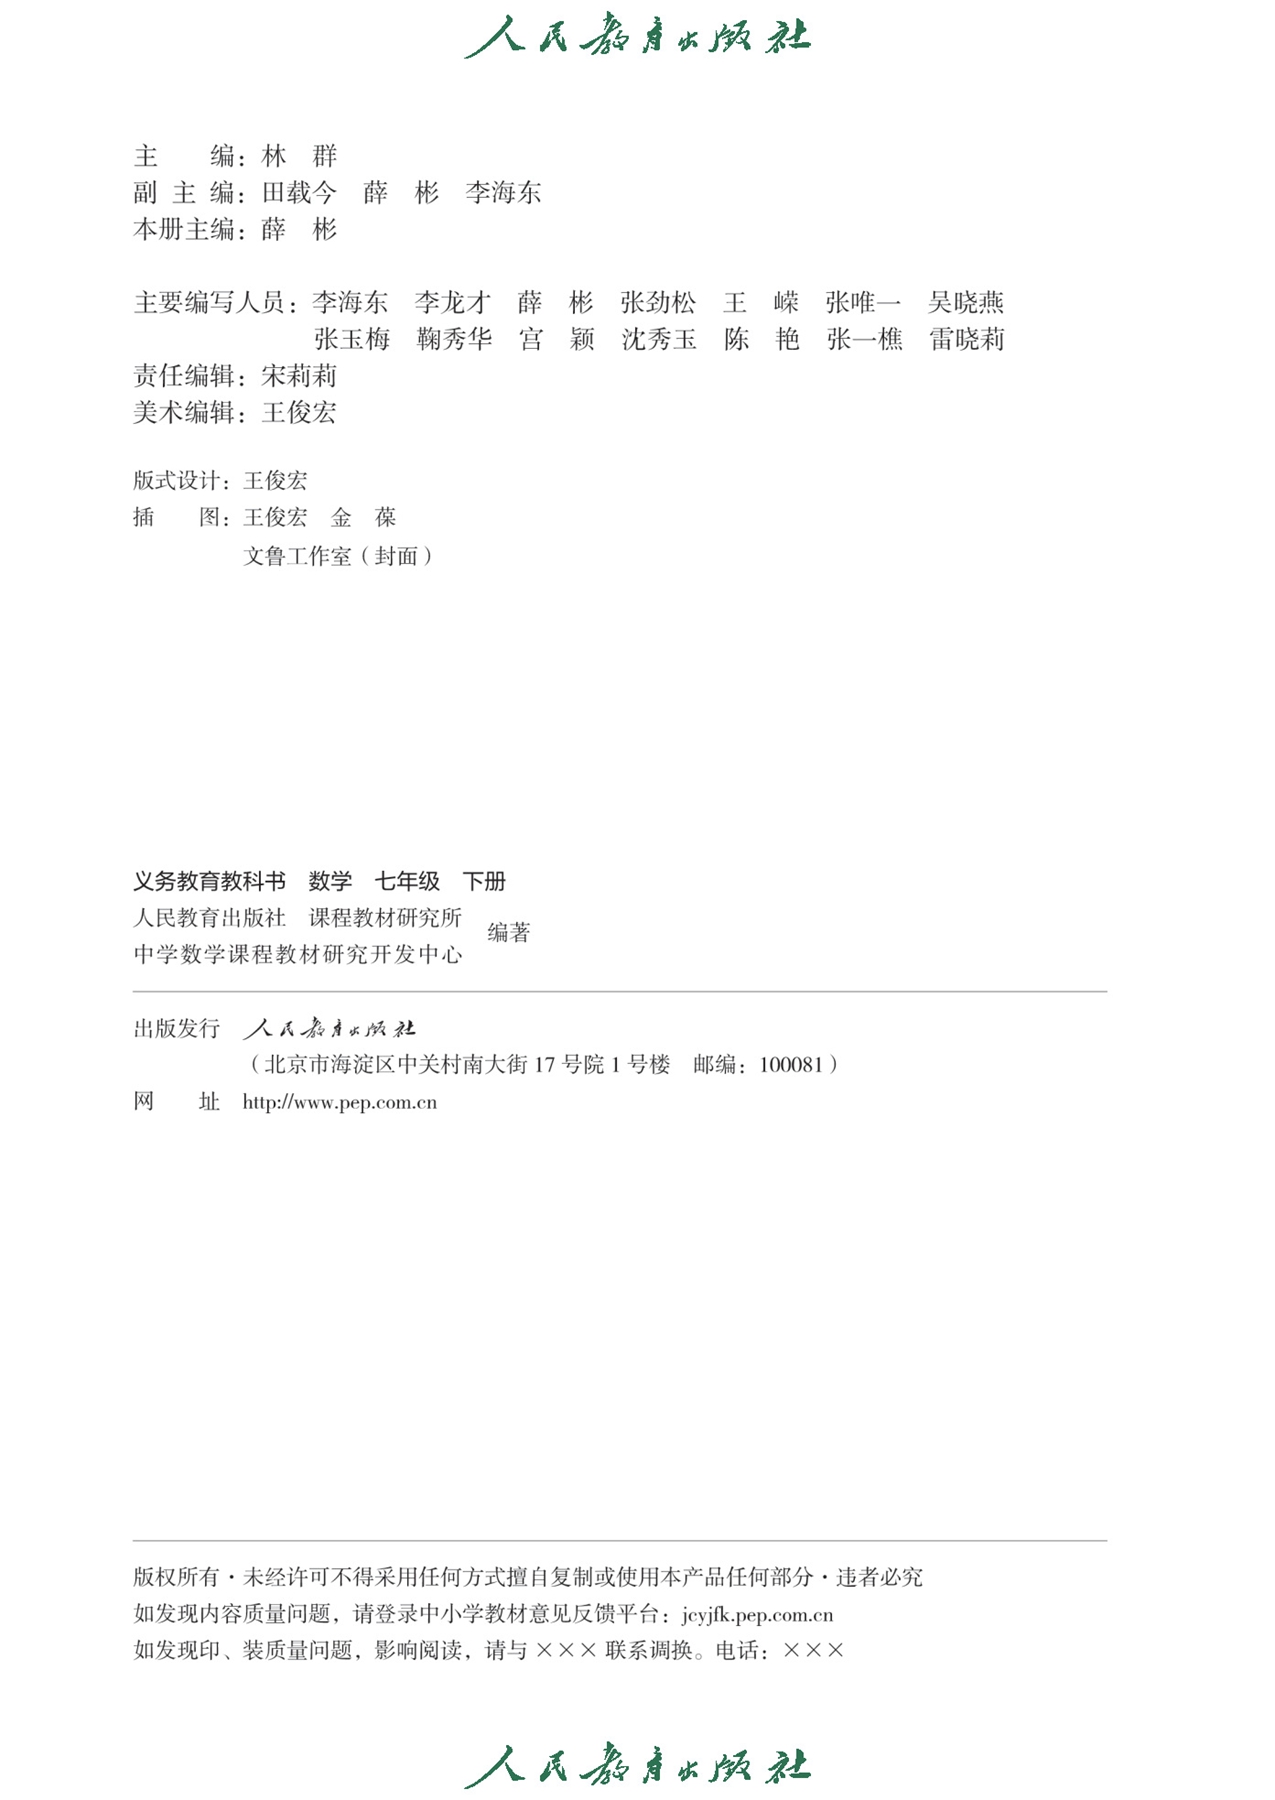 人民教育出版社
主　　编：林　群
副 主 编：田载今　薛　彬　李海东
本册主编：薛　彬
主要编写人员：李海东　李龙才　薛　彬　张劲松　王　嵘　张唯一　吴晓燕
张玉梅　鞠秀华　宫　颖　沈秀玉　陈　艳　张一樵　雷晓莉
责任编辑：宋莉莉
美术编辑：王俊宏
版式设计：王俊宏
插　　图：王俊宏　金　葆
文鲁工作室（封面）
义务教育教科书　数学　七年级　下册
人民教育出版社　课程教材研究所
中学数学课程教材研究开发中心
编著
出版发行　人民教育出版社
（北京市海淀区中关村南大街 17 号院 1 号楼　邮编：100081）
网　　址　http://www.pep.com.cn
版权所有·未经许可不得采用任何方式擅自复制或使用本产品任何部分·违者必究
如发现内容质量问题，请登录中小学教材意见反馈平台：jcyjfk.pep.com.cn
如发现印、装质量问题，影响阅读，请与 ××× 联系调换。电话：×××
人民教育出版社